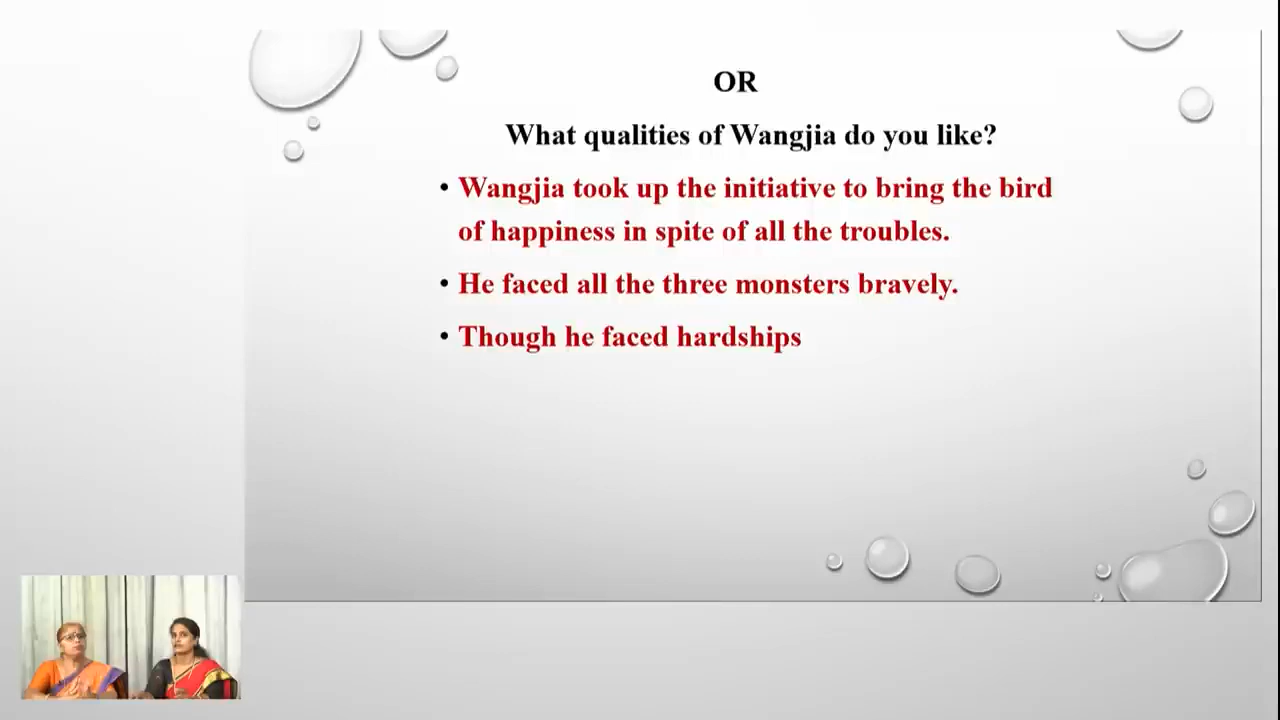 OR
What qualities of Wangjia do you like?
• Wangjia took up the initiative to bring the bird
of happiness in spite of all the troubles.
• He faced all the three monsters bravely.
• Though he faced hardships